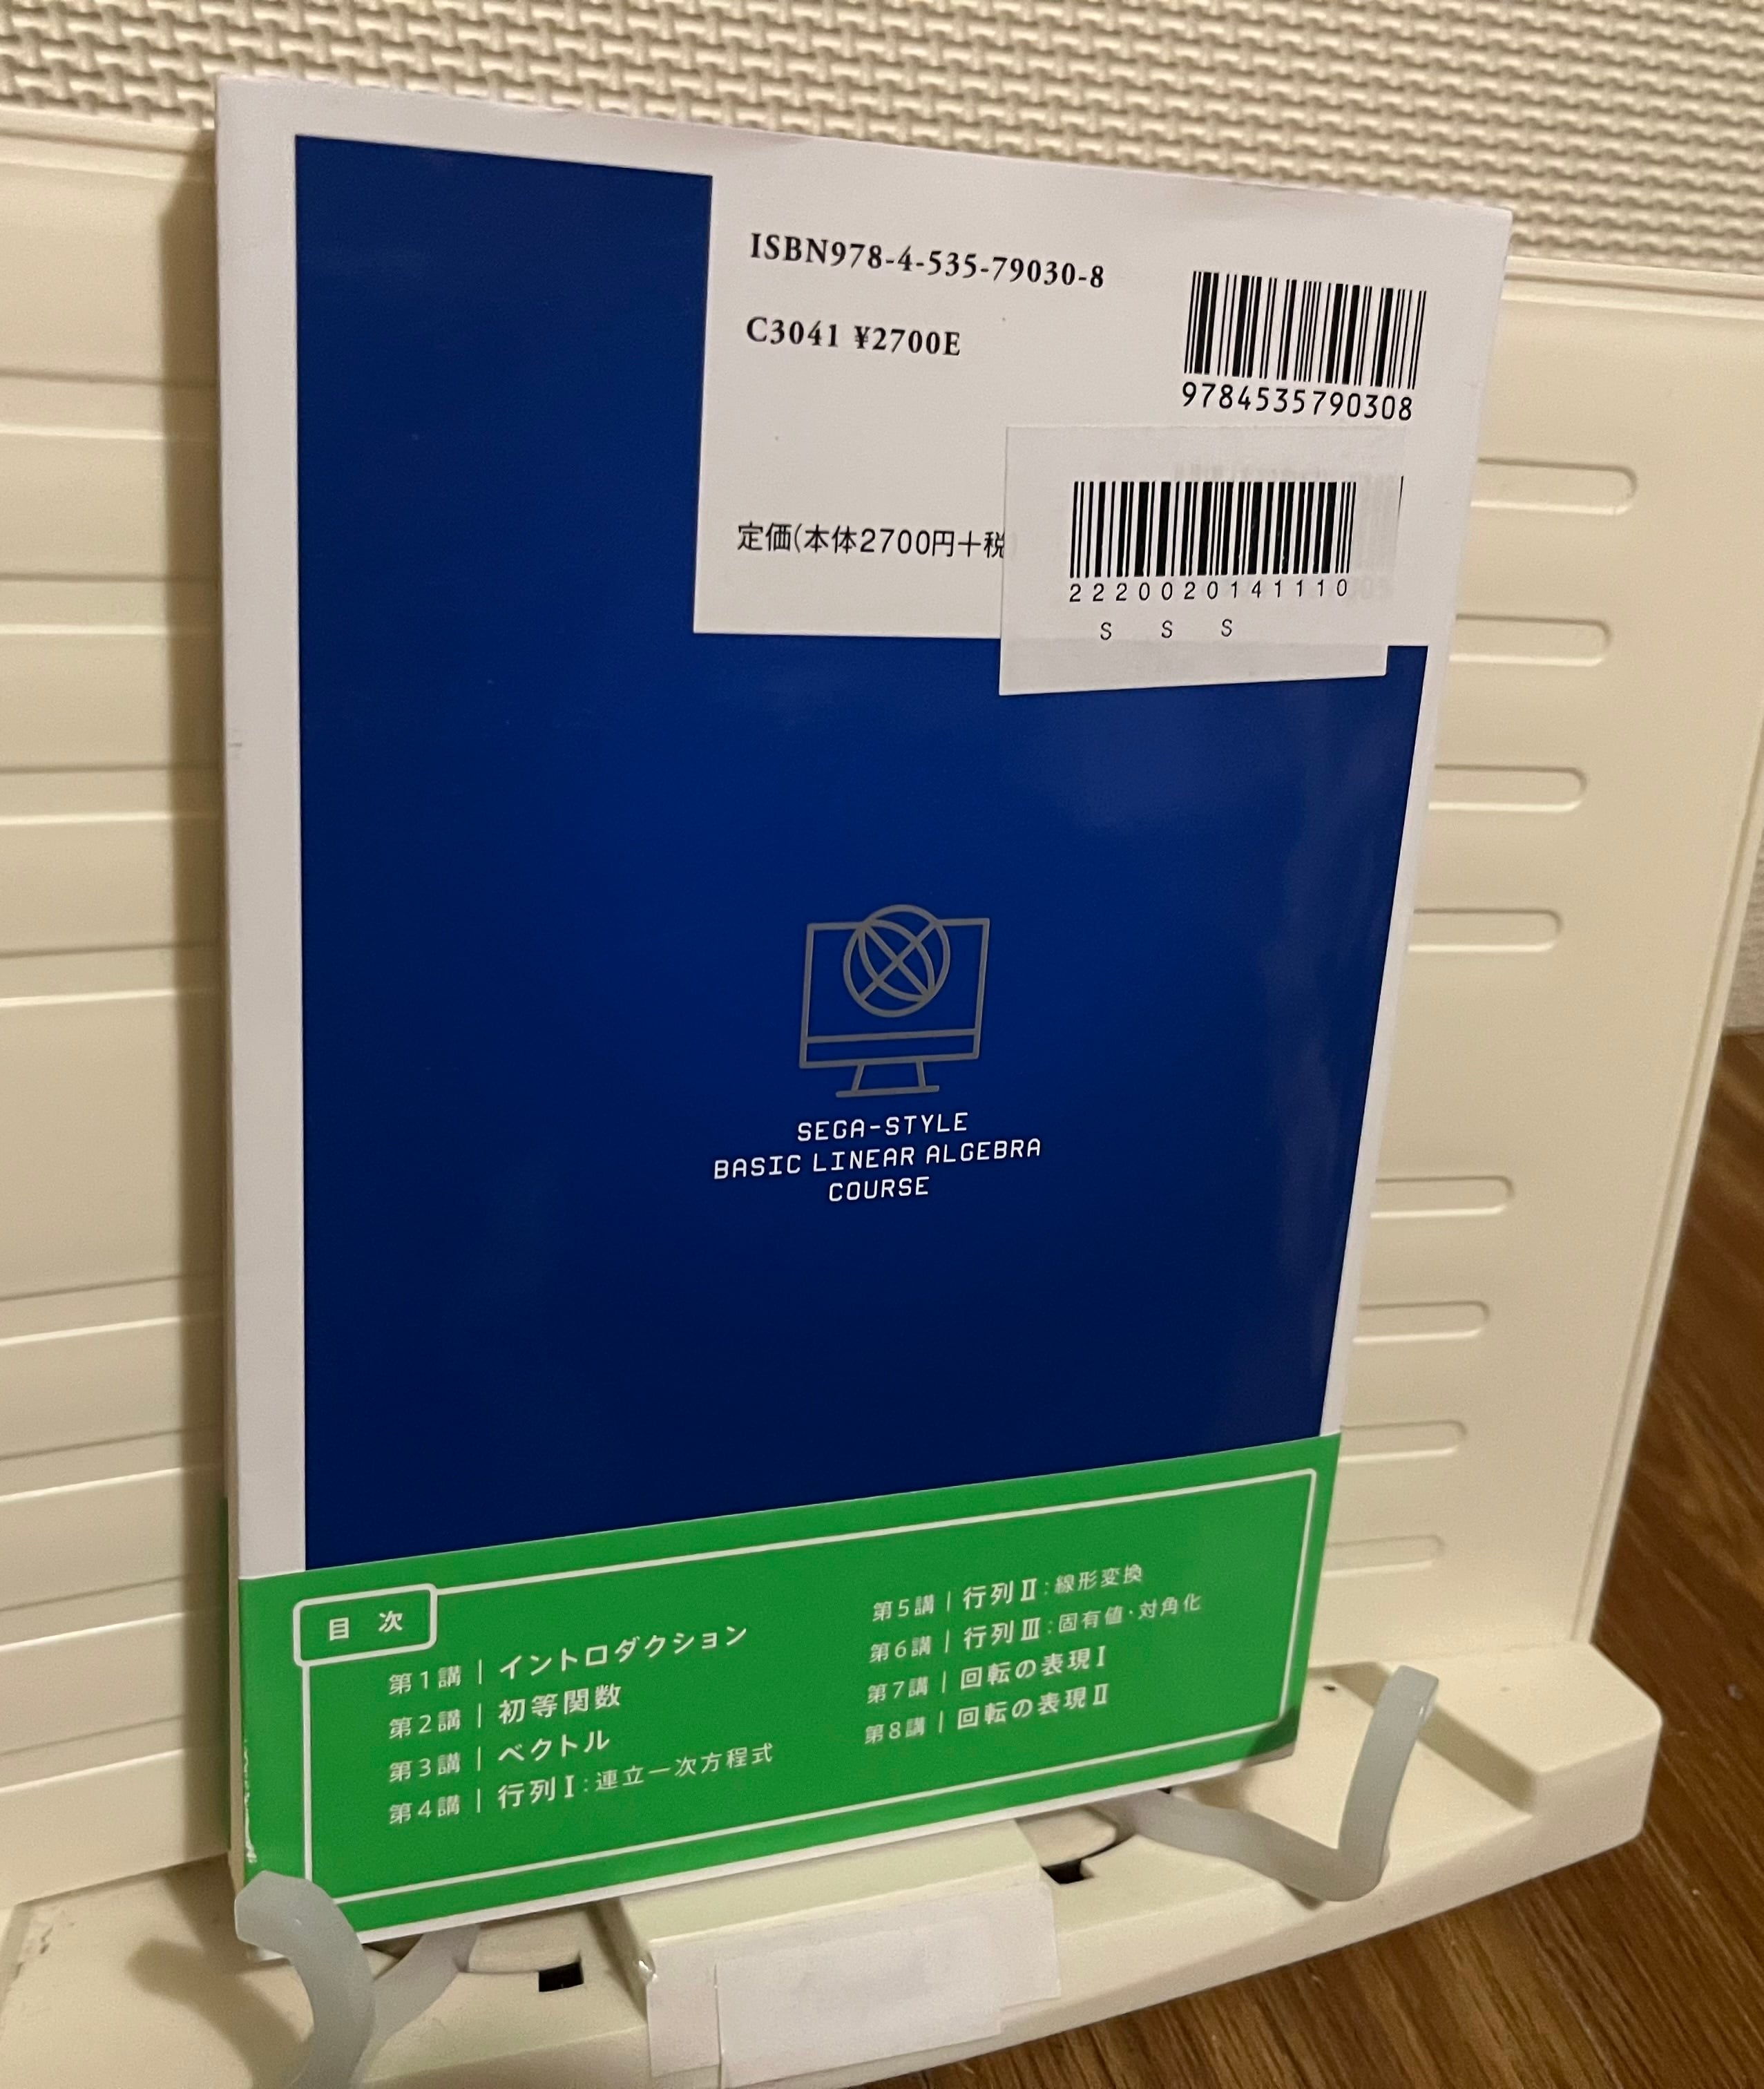 ISBN978-4-535-79030-8
C3041 ¥2700E
9784535790308
定価(本体2700円+税
2220020141110
S S S
SEGA-STYLE
BASIC LINEAR ALGEBRA
COURSE
目次
第1講 | イントロダクション
第2講 | 初等関数
第3講 | ベクトル
第4講 | 行列Ⅰ:連立一次方程式
第5講 | 行列Ⅱ:線形変換
第6講 | 行列Ⅲ:固有値・対角化
第7講 | 回転の表現Ⅰ
第8講 | 回転の表現Ⅱ